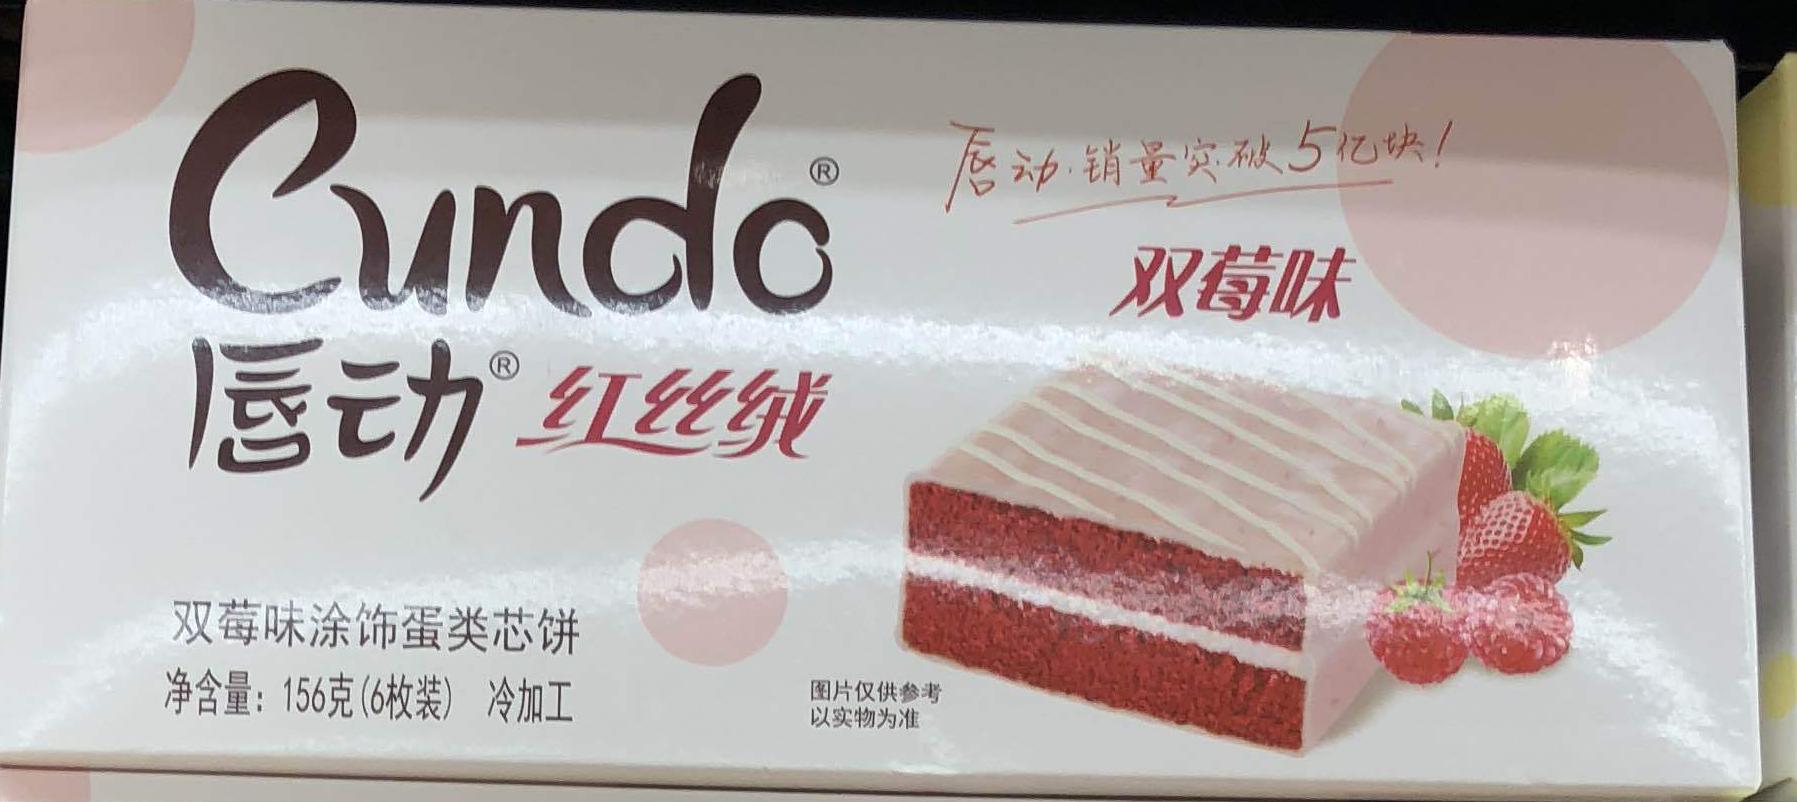 Cundo®
唇动·销量突破5亿块!
双莓味
唇动® 红丝绒
双莓味涂饰蛋类芯饼
净含量:156克(6枚装) 冷加工
图片仅供参考
以实物为准